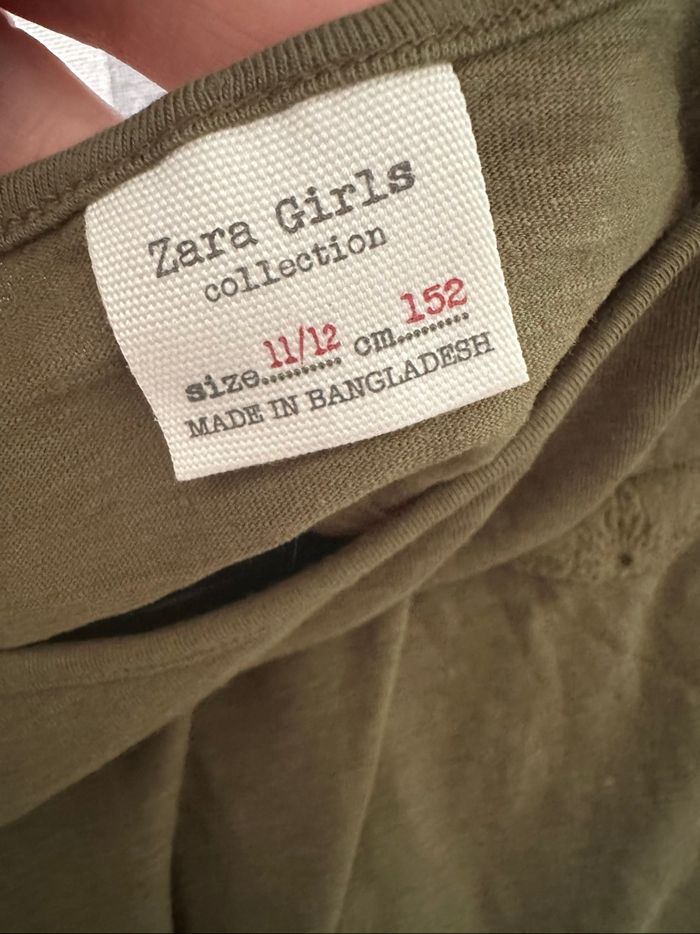 Zara Girls
collection
size..11/12.. cm..152..
MADE IN BANGLADESH